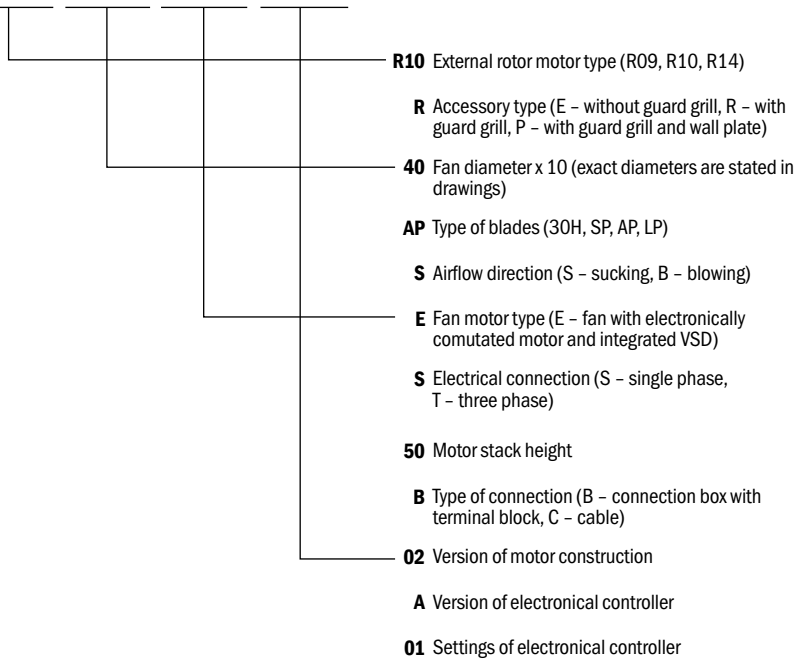 R10 External rotor motor type (R09, R10, R14)
R Accessory type (E – without guard grill, R – with
guard grill, P – with guard grill and wall plate)
40 Fan diameter x 10 (exact diameters are stated in
drawings)
AP Type of blades (30H, SP, AP, LP)
S Airflow direction (S – sucking, B – blowing)
E Fan motor type (E – fan with electronically
comutated motor and integrated VSD)
S Electrical connection (S – single phase,
T – three phase)
50 Motor stack height
B Type of connection (B – connection box with
terminal block, C – cable)
02 Version of motor construction
A Version of electronical controller
01 Settings of electronical controller